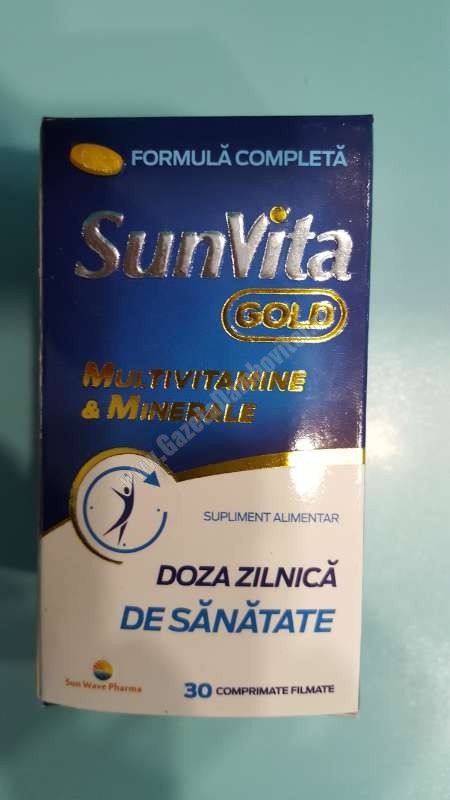 FORMULĂ COMPLETĂ
SunVita
GOLD
MULTIVITAMINE
& MINERALE
SUPLIMENT ALIMENTAR
DOZA ZILNICĂ
DE SĂNĂTATE
Sun Wave Pharma
30 COMPRIMATE FILMATE